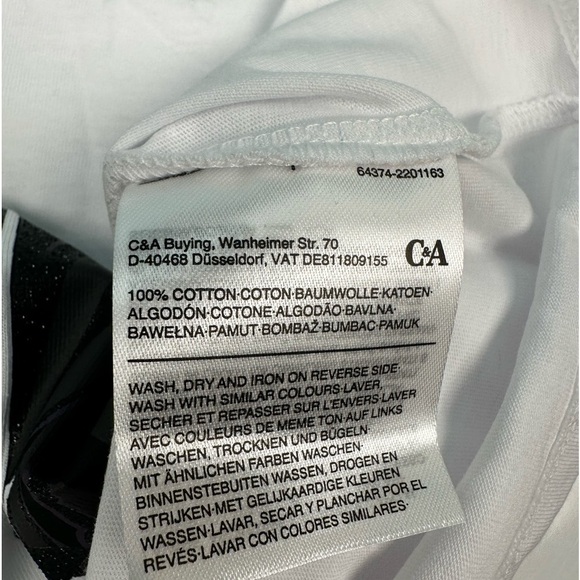 64374-2201163
C&A Buying, Wanheimer Str. 70
D-40468 Düsseldorf, VAT DE811809155
C&A
100% COTTON·COTON·BAUMWOLLE·KATOEN·
ALGODÓN·COTONE·ALGODÃO·BAVLNA·
BAWEŁNA·PAMUT·BOMBAŽ·BUMBAC·PAMUK
WASH, DRY AND IRON ON REVERSE SIDE·
WASH WITH SIMILAR COLOURS·LAVER,
SECHER ET REPASSER SUR L'ENVERS·LAVER
AVEC COULEURS DE MEME TON·AUF LINKS
WASCHEN, TROCKNEN UND BÜGELN·
MIT ÄHNLICHEN FARBEN WASCHEN·
BINNENSTEBUITEN WASSEN, DROGEN EN
STRIJKEN·MET GELIJKAARDIGE KLEUREN
WASSEN·LAVAR, SECAR Y PLANCHAR POR EL
REVÉS·LAVAR CON COLORES SIMILARES·